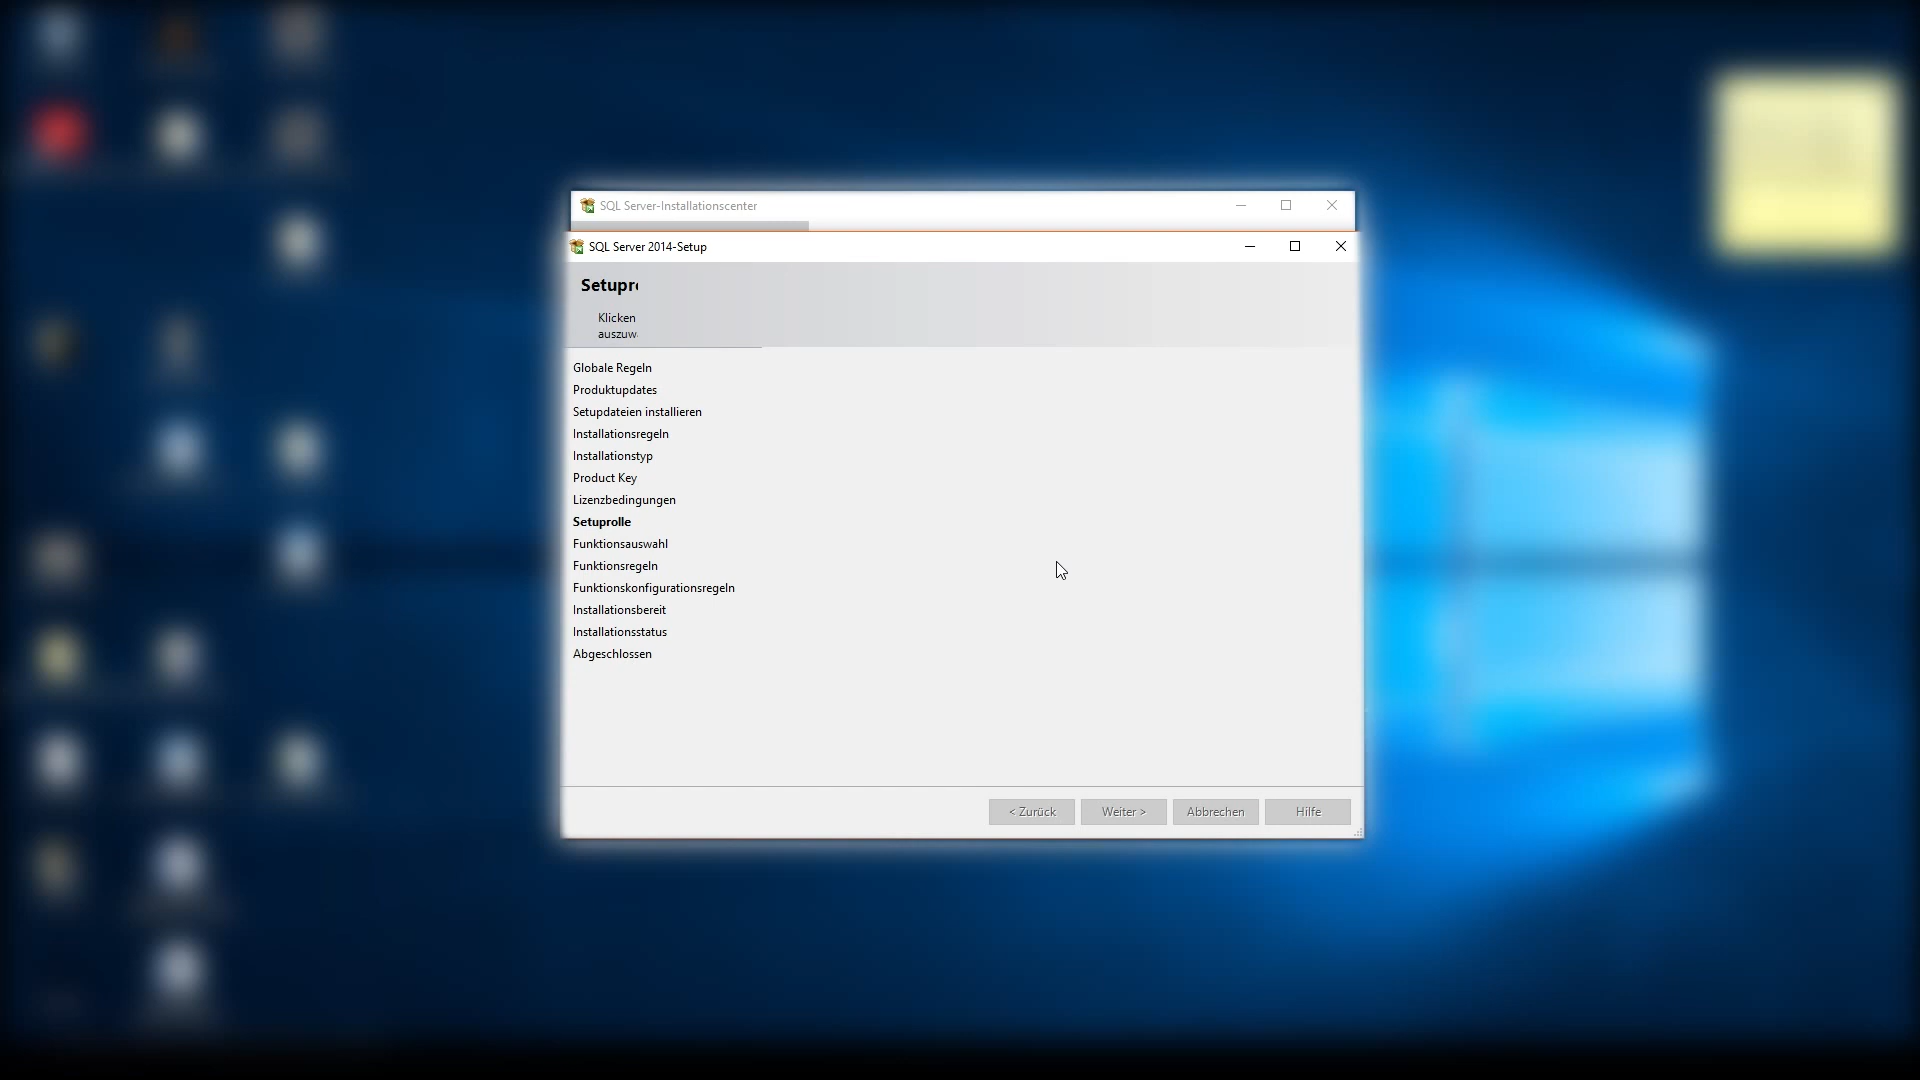 SQL Server-Installationscenter
SQL Server 2014-Setup
Setupr
Klicken
auszuw
Globale Regeln
Produktupdates
Setupdateien installieren
Installationsregeln
Installationstyp
Product Key
Lizenzbedingungen
Setuprolle
Funktionsauswahl
Funktionsregeln
Funktionskonfigurationsregeln
Installationsbereit
Installationsstatus
Abgeschlossen
< Zurück
Weiter >
Abbrechen
Hilfe